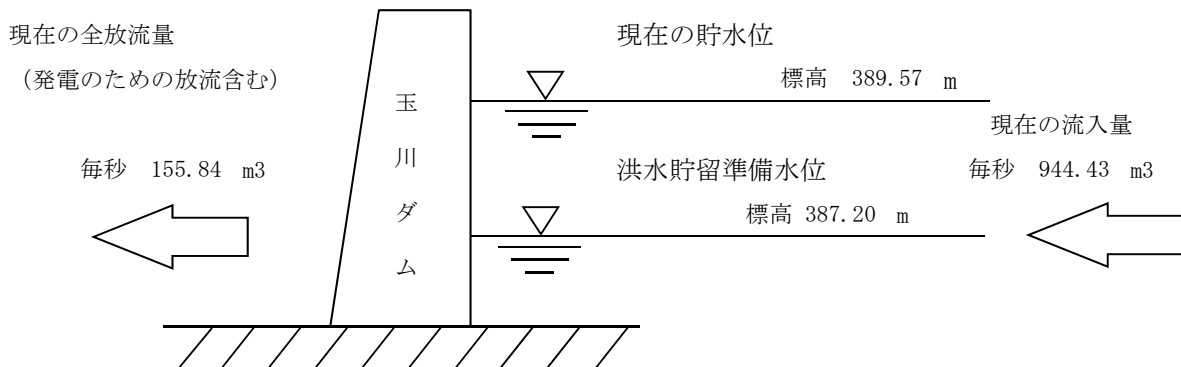 現在の全放流量
（発電のための放流含む）
毎秒 155.84 m3
玉川ダム
現在の貯水位
標高 389.57 m
洪水貯留準備水位
標高 387.20 m
現在の流入量
毎秒 944.43 m3